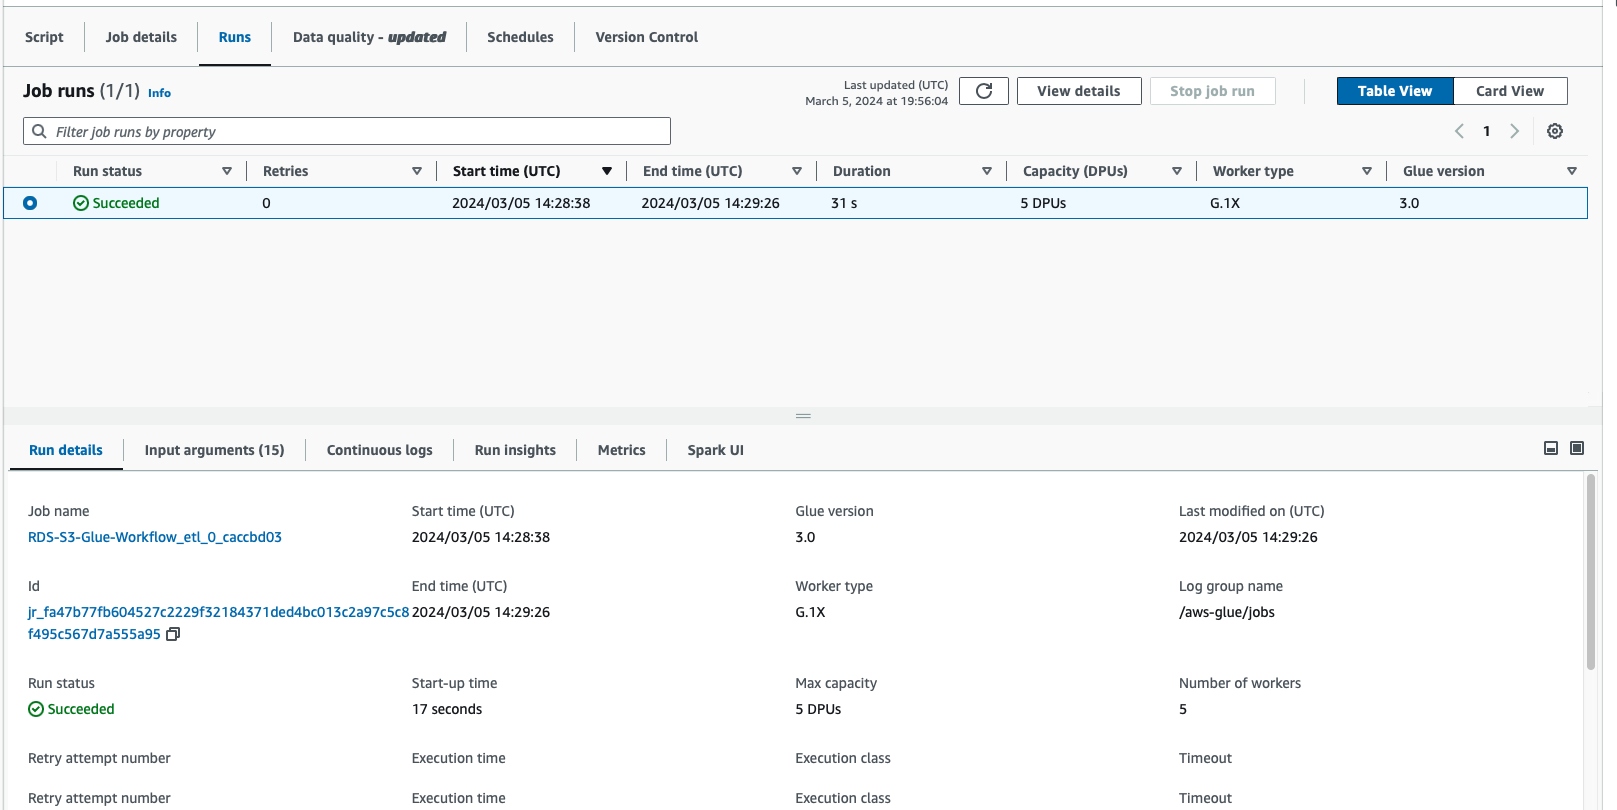 Script
Job details
Runs
Data quality - updated
Schedules
Version Control
Job runs (1/1) Info
Last updated (UTC)
March 5, 2024 at 19:56:04
View details
Stop job run
Table View
Card View
Filter job runs by property
1
Run status
Retries
Start time (UTC)
End time (UTC)
Duration
Capacity (DPUs)
Worker type
Glue version
Succeeded
0
2024/03/05 14:28:38
2024/03/05 14:29:26
31 s
5 DPUs
G.1X
3.0
Run details
Input arguments (15)
Continuous logs
Run insights
Metrics
Spark UI
Job name
Start time (UTC)
Glue version
Last modified on (UTC)
RDS-S3-Glue-Workflow_etl_0_caccbd03
2024/03/05 14:28:38
3.0
2024/03/05 14:29:26
Id
End time (UTC)
Worker type
Log group name
jr_fa47b77fb604527c2229f32184371ded4bc013c2a97c5c8
f495c567d7a555a95
2024/03/05 14:29:26
G.1X
/aws-glue/jobs
Run status
Start-up time
Max capacity
Number of workers
Succeeded
17 seconds
5 DPUs
5
Retry attempt number
Execution time
Execution class
Timeout
Retry attempt number
Execution time
Execution class
Timeout